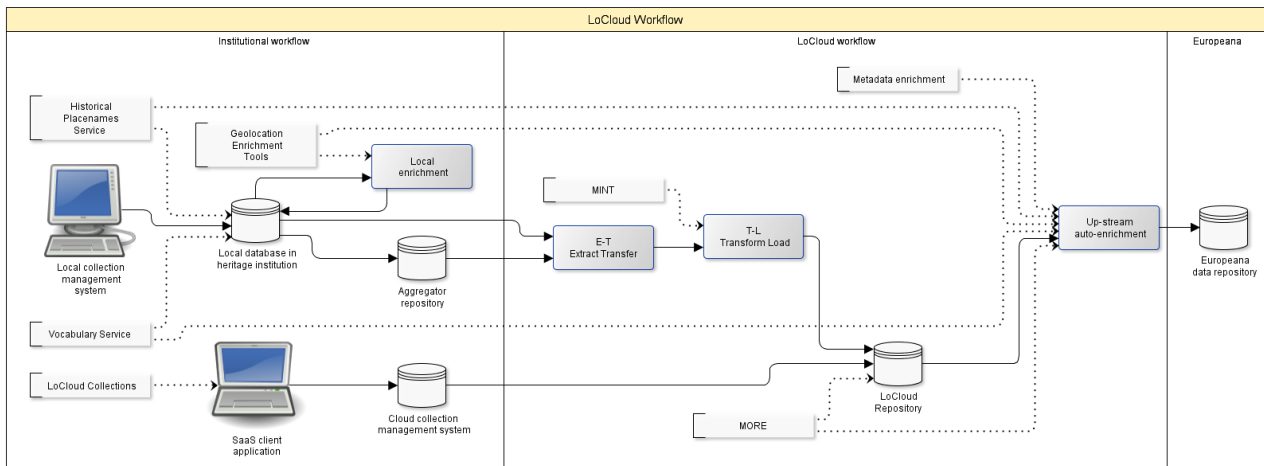 LoCloud Workflow
Institutional workflow
LoCloud workflow
Europeana
Metadata enrichment
Historical
Placenames
Service
Geolocation
Enrichment
Tools
Local
enrichment
MINT
T-L
Transform Load
Up-stream
auto-enrichment
E-T
Extract Transfer
Local collection
management
system
Local database in
heritage institution
Aggregator
repository
Europeana
data repository
Vocabulary Service
LoCloud Collections
SaaS client
application
Cloud collection
management system
LoCloud
Repository
MORE